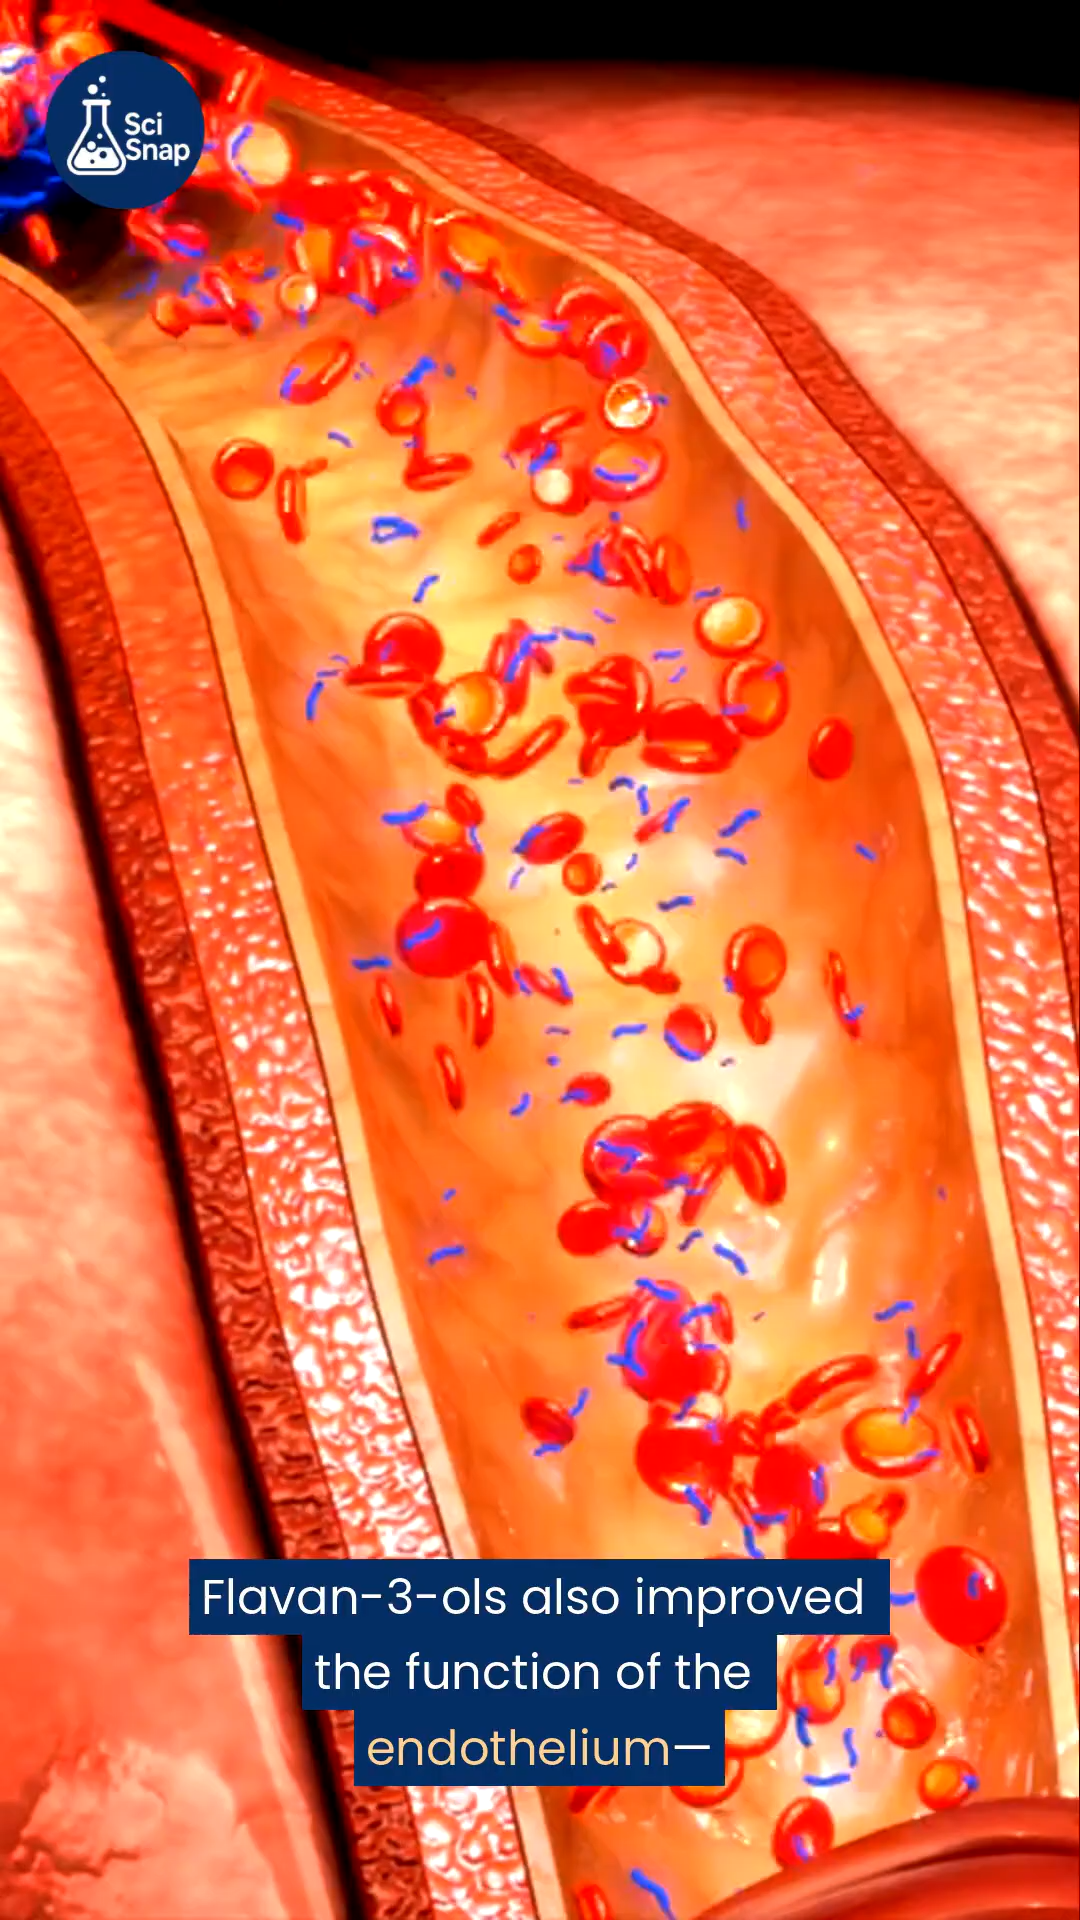 Sci
Snap
Flavan-3-ols also improved
the function of the
endothelium—